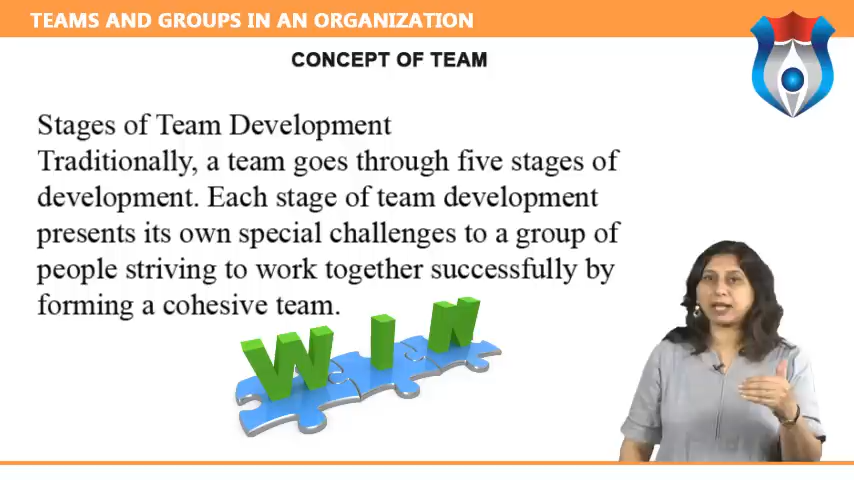 TEAMS AND GROUPS IN AN ORGANIZATION
CONCEPT OF TEAM
Stages of Team Development
Traditionally, a team goes through five stages of
development. Each stage of team development
presents its own special challenges to a group of
people striving to work together successfully by
forming a cohesive team.
WIN